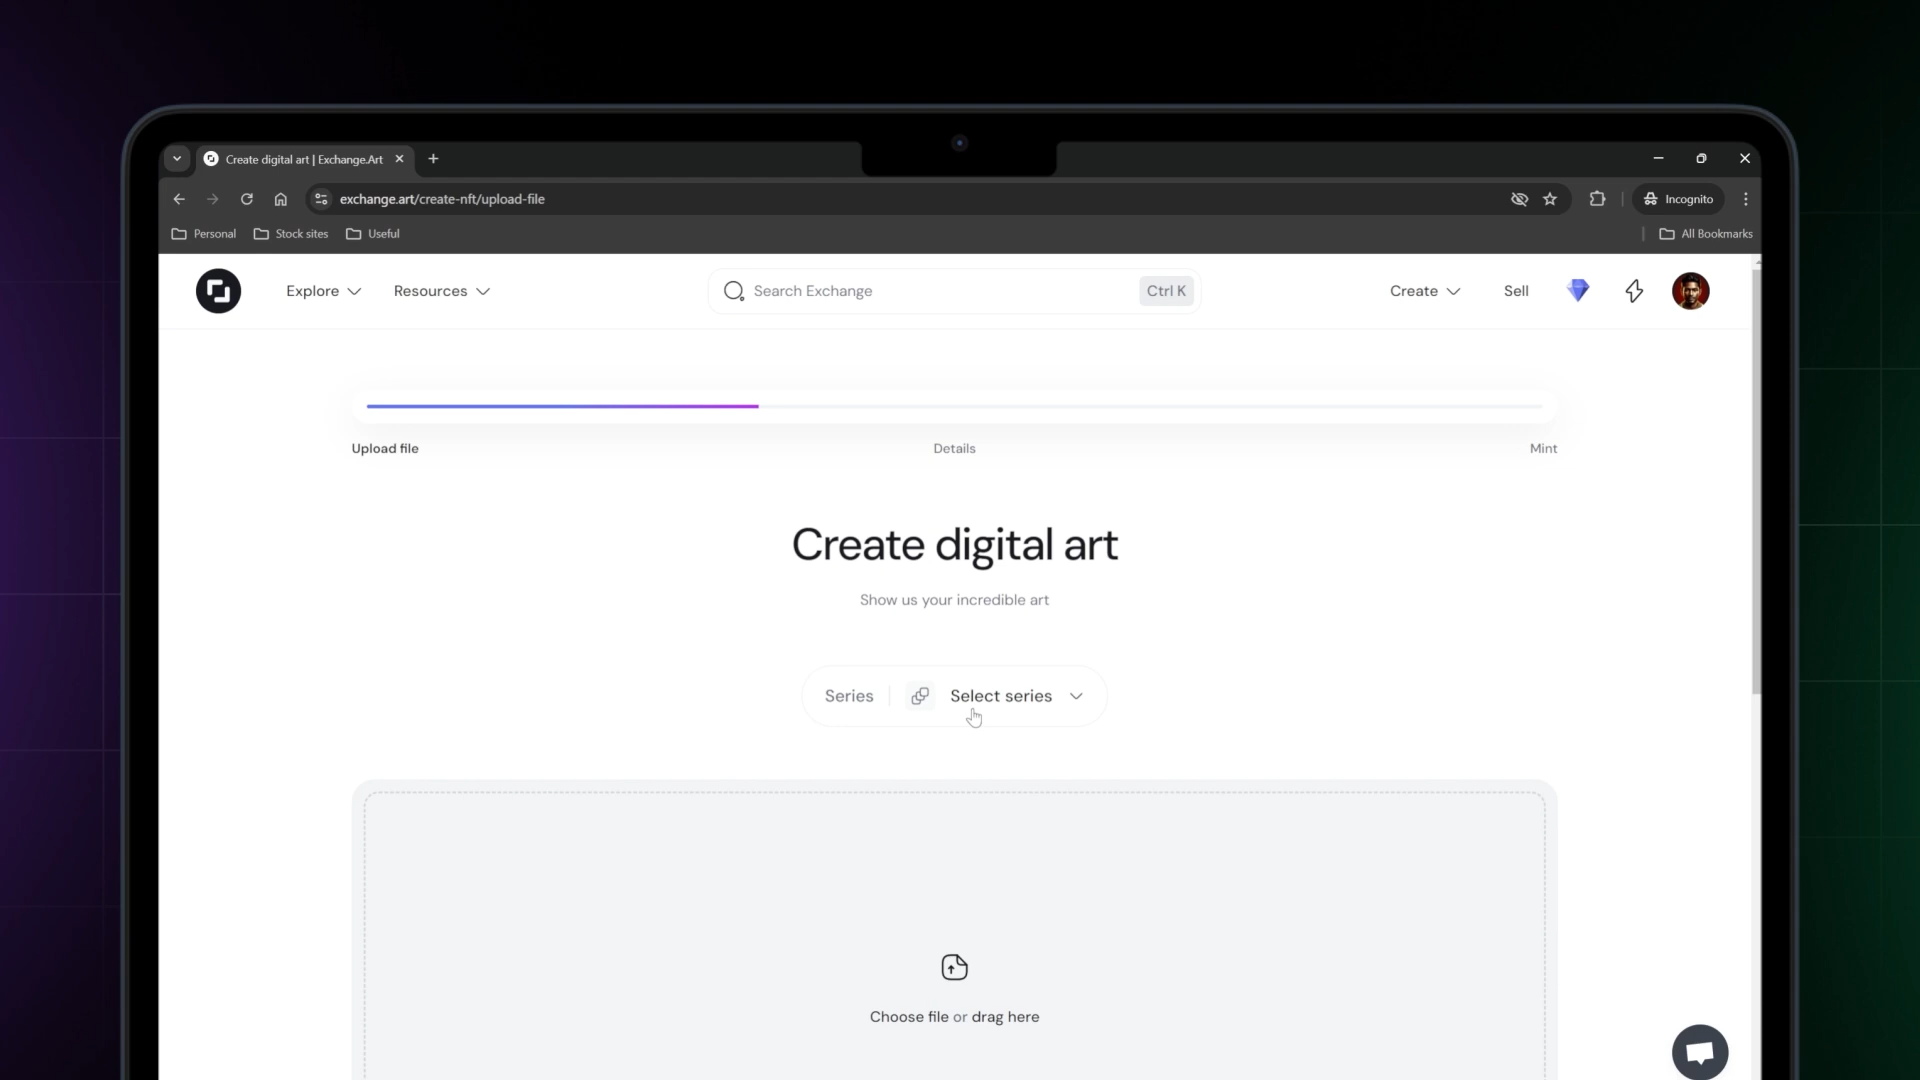 Create digital art | Exchange.Art
exchange.art/create-nft/upload-file
Incognito
Personal Stock sites Useful All Bookmarks
Explore Resources Search Exchange Ctrl K Create Sell
Upload file Details Mint
Create digital art
Show us your incredible art
Series Select series
Choose file or drag here